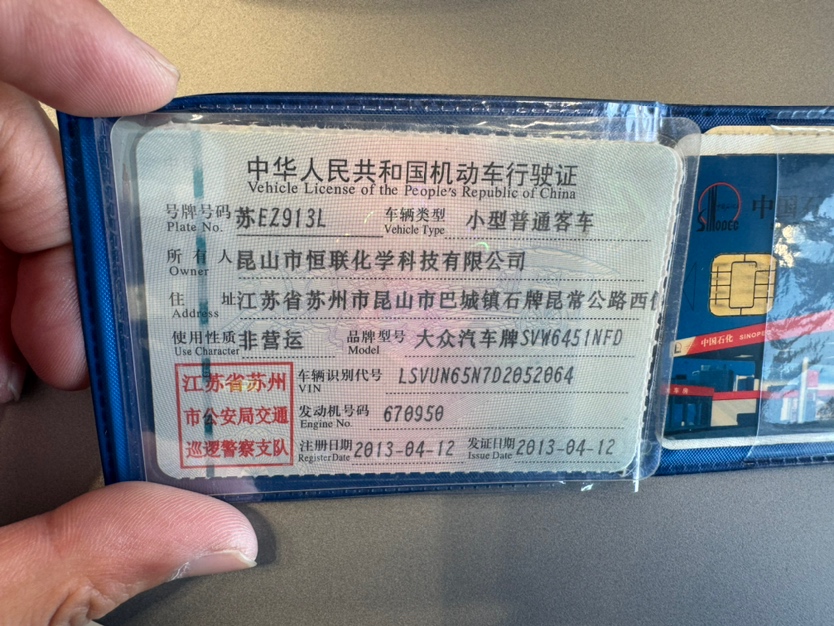 中华人民共和国机动车行驶证
Vehicle License of the People's Republic of China
号牌号码 苏EZ913L 车辆类型 小型普通客车
Plate No. Vehicle Type
所有人 昆山市恒联化学科技有限公司
Owner
住址 江苏省苏州市昆山市巴城镇石牌昆常公路西
Address
使用性质 非营运 品牌型号 大众汽车牌SVW6451NFD
Use Character Model
江苏省苏州
市公安局交通
巡逻警察支队
车辆识别代号 LSVUN65N7D2052064
VIN
发动机号码 670950
Engine No.
注册日期 2013-04-12 发证日期 2013-04-12
Register Date Issue Date
SINOPEC
中国石
中国石化 SINOPE